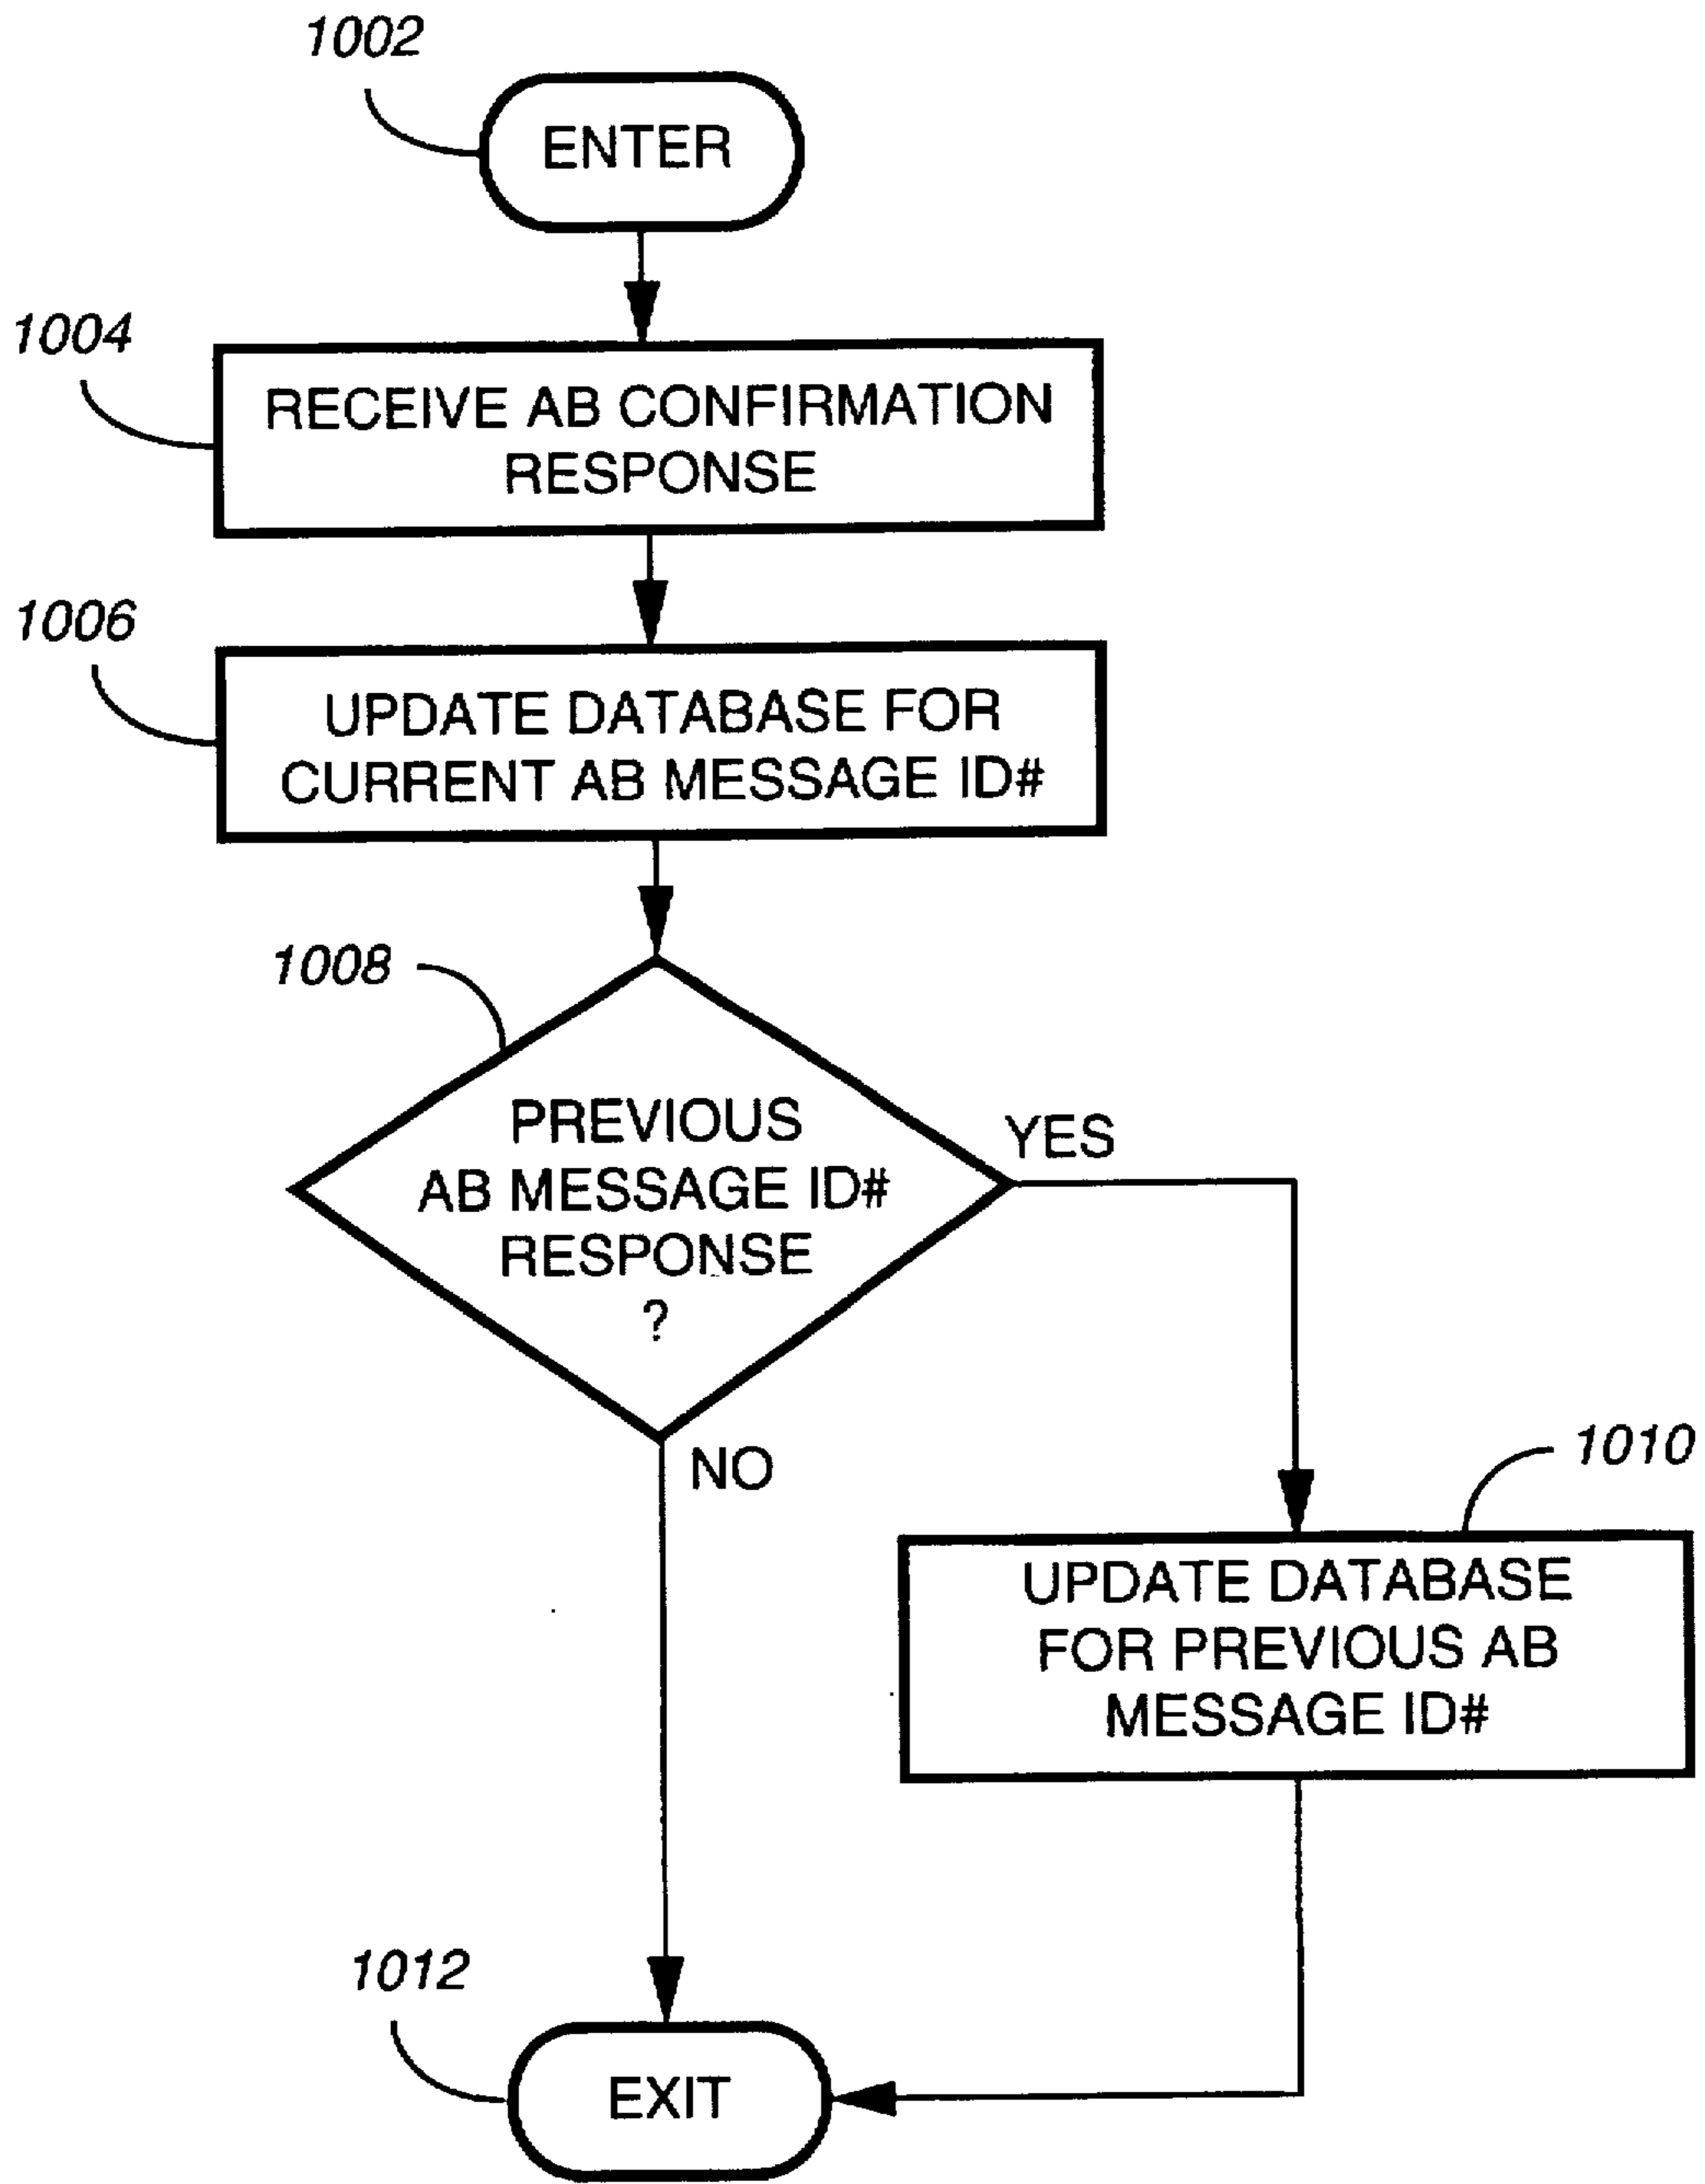 1002
ENTER
1004
RECEIVE AB CONFIRMATION
RESPONSE
1006
UPDATE DATABASE FOR
CURRENT AB MESSAGE ID#
1008
PREVIOUS
AB MESSAGE ID#
RESPONSE
?
YES
NO
1010
UPDATE DATABASE
FOR PREVIOUS AB
MESSAGE ID#
1012
EXIT